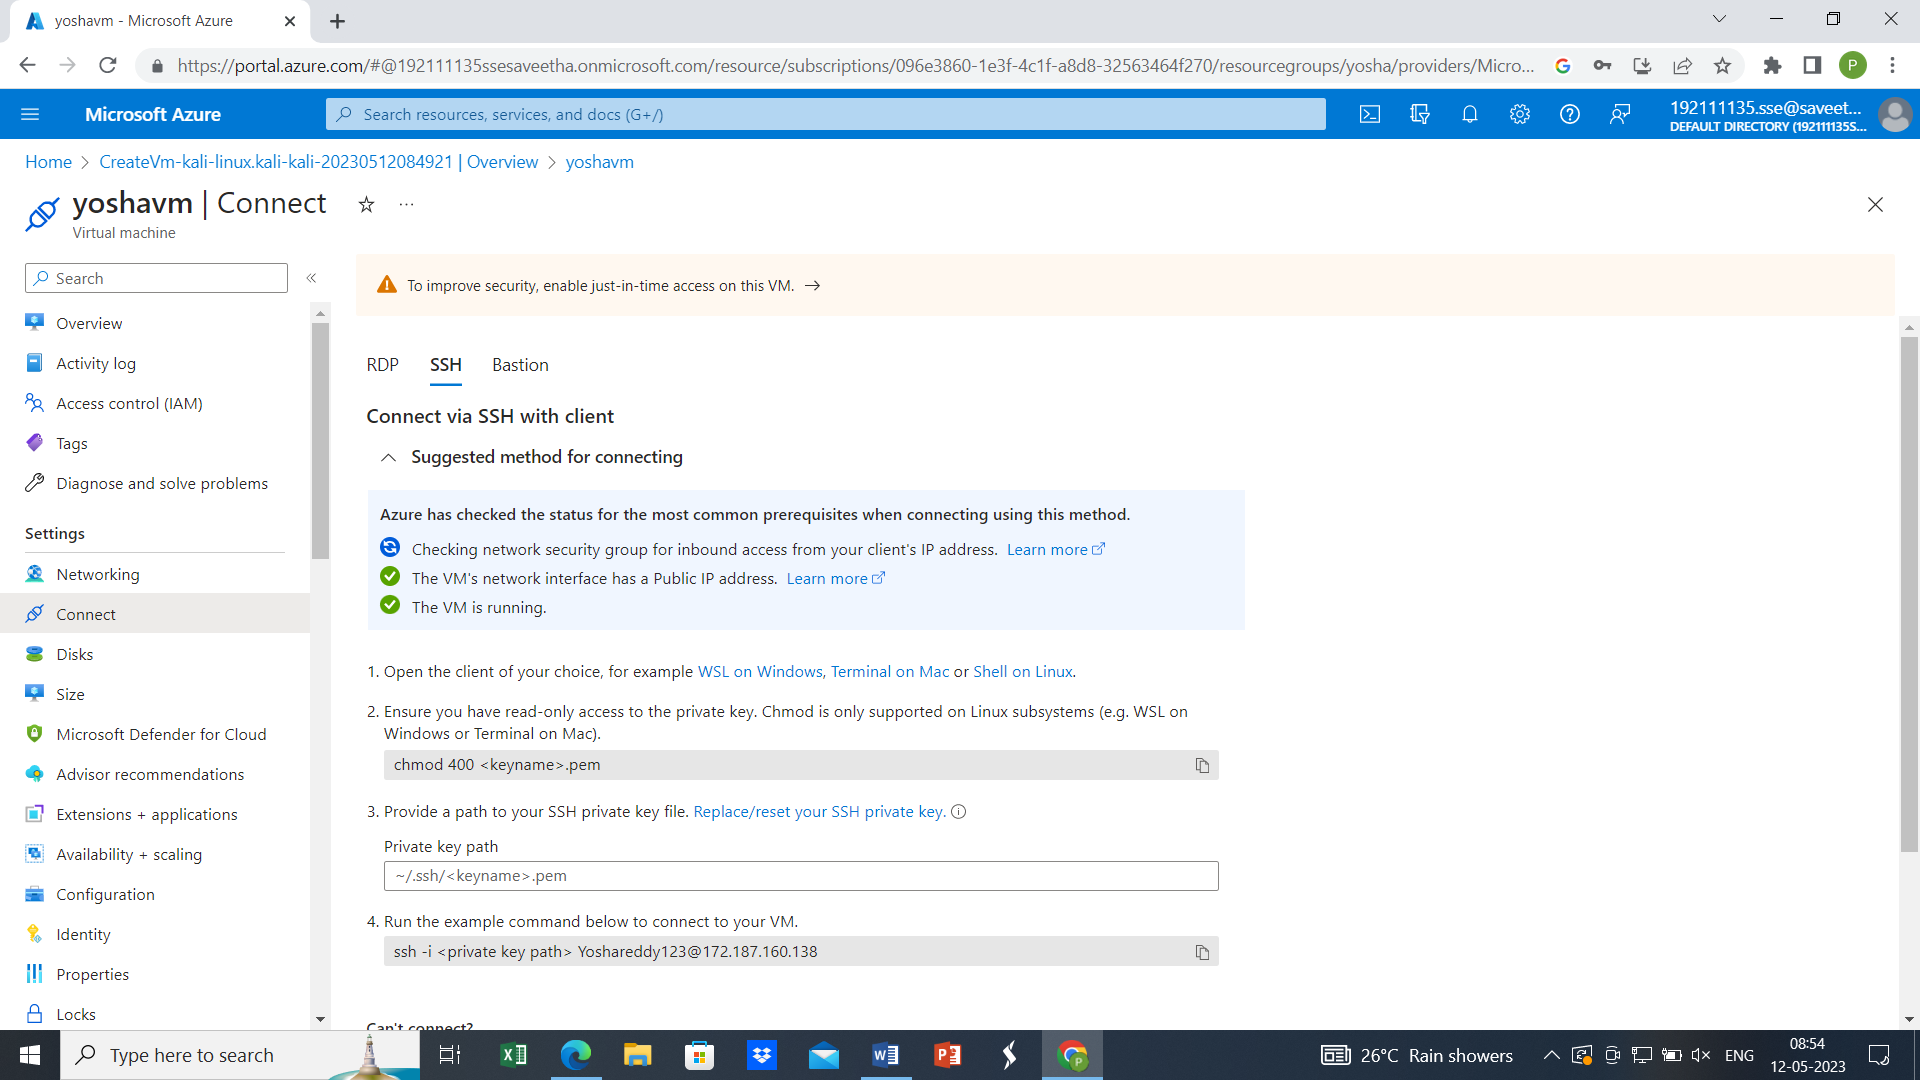 yoshavm - Microsoft Azure
https://portal.azure.com/#@192111135ssesaveetha.onmicrosoft.com/resource/subscriptions/096e3860-1e3f-4c1f-a8d8-32563464f270/resourcegroups/yosha/providers/Micro...
P
Microsoft Azure
Search resources, services, and docs (G+/)
192111135.sse@saveet...
DEFAULT DIRECTORY (192111135S...
Home > CreateVm-kali-linux.kali-kali-20230512084921 | Overview > yoshavm
yoshavm | Connect
Virtual machine
Search
To improve security, enable just-in-time access on this VM. →
Overview
Activity log
Access control (IAM)
Tags
Diagnose and solve problems
Settings
Networking
Connect
Disks
Size
Microsoft Defender for Cloud
Advisor recommendations
Extensions + applications
Availability + scaling
Configuration
Identity
Properties
Locks
RDP SSH Bastion
Connect via SSH with client
Suggested method for connecting
Azure has checked the status for the most common prerequisites when connecting using this method.
Checking network security group for inbound access from your client's IP address. Learn more
The VM's network interface has a Public IP address. Learn more
The VM is running.
1. Open the client of your choice, for example WSL on Windows, Terminal on Mac or Shell on Linux.
2. Ensure you have read-only access to the private key. Chmod is only supported on Linux subsystems (e.g. WSL on
Windows or Terminal on Mac).
chmod 400 <keyname>.pem
3. Provide a path to your SSH private key file. Replace/reset your SSH private key.
Private key path
~/.ssh/<keyname>.pem
4. Run the example command below to connect to your VM.
ssh -i <private key path> Yoshareddy123@172.187.160.138
Can't connect?
Type here to search
26°C Rain showers
ENG
08:54
12-05-2023